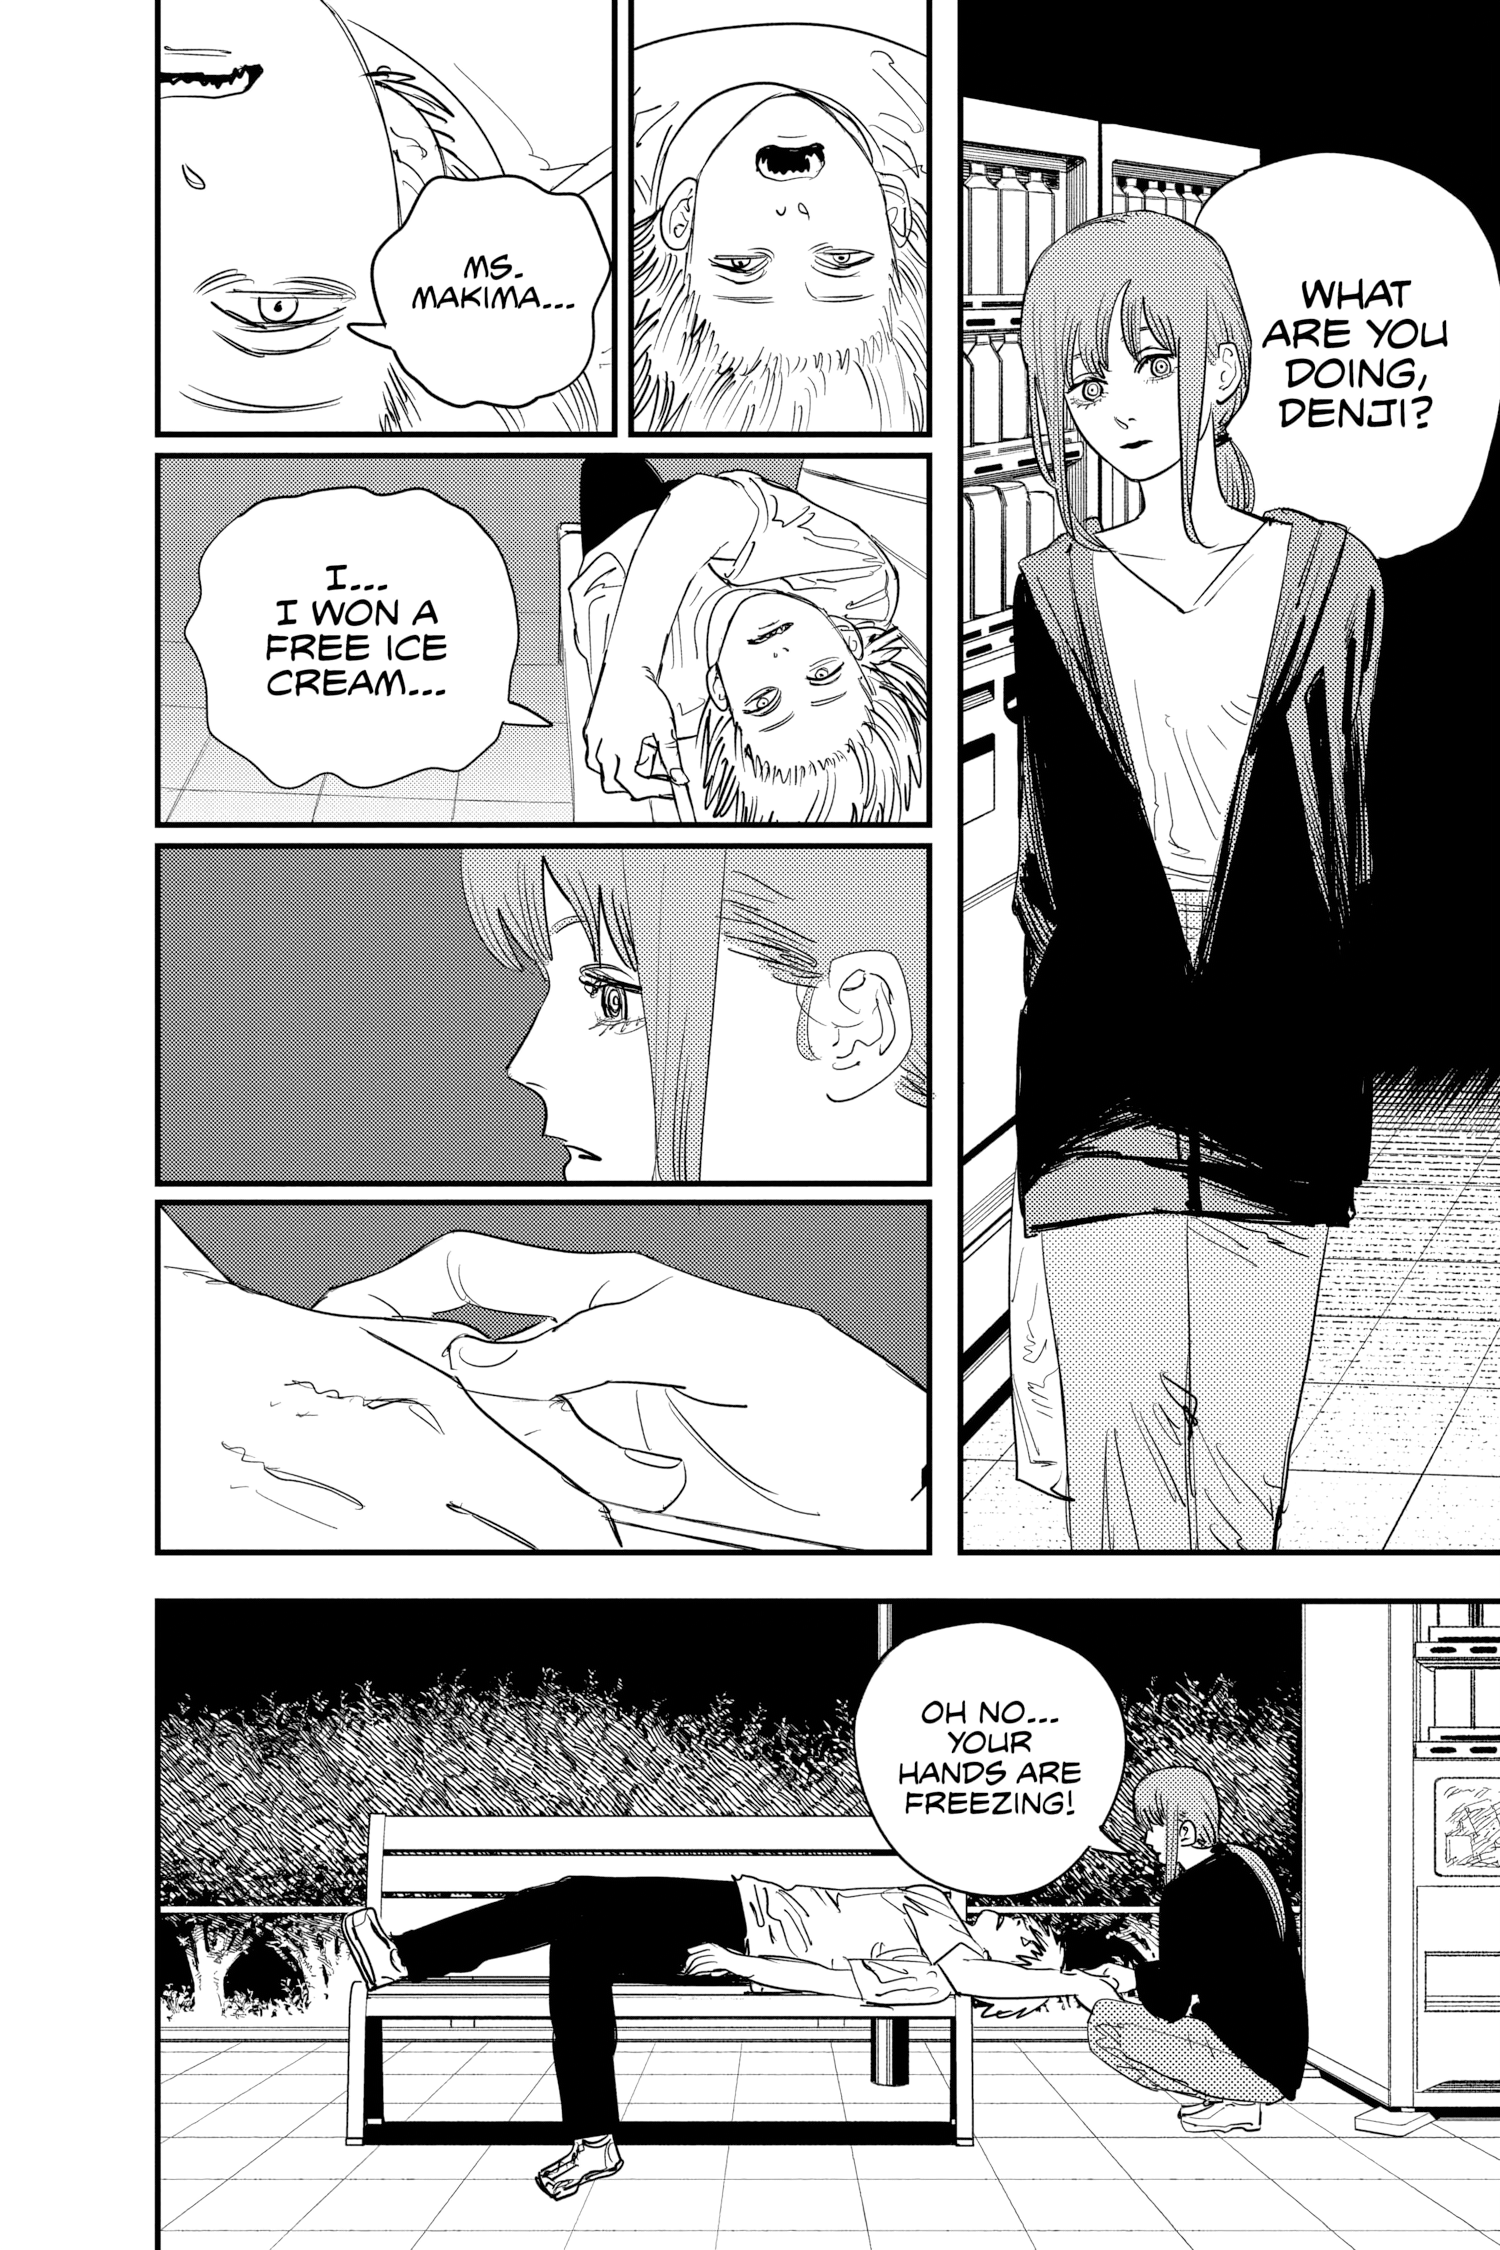 WHAT
ARE YOU
DOING,
DENJI?
MS.
MAKIMA...
I...
I WON A
FREE ICE
CREAM...
OH NO...
YOUR
HANDS ARE
FREEZING!